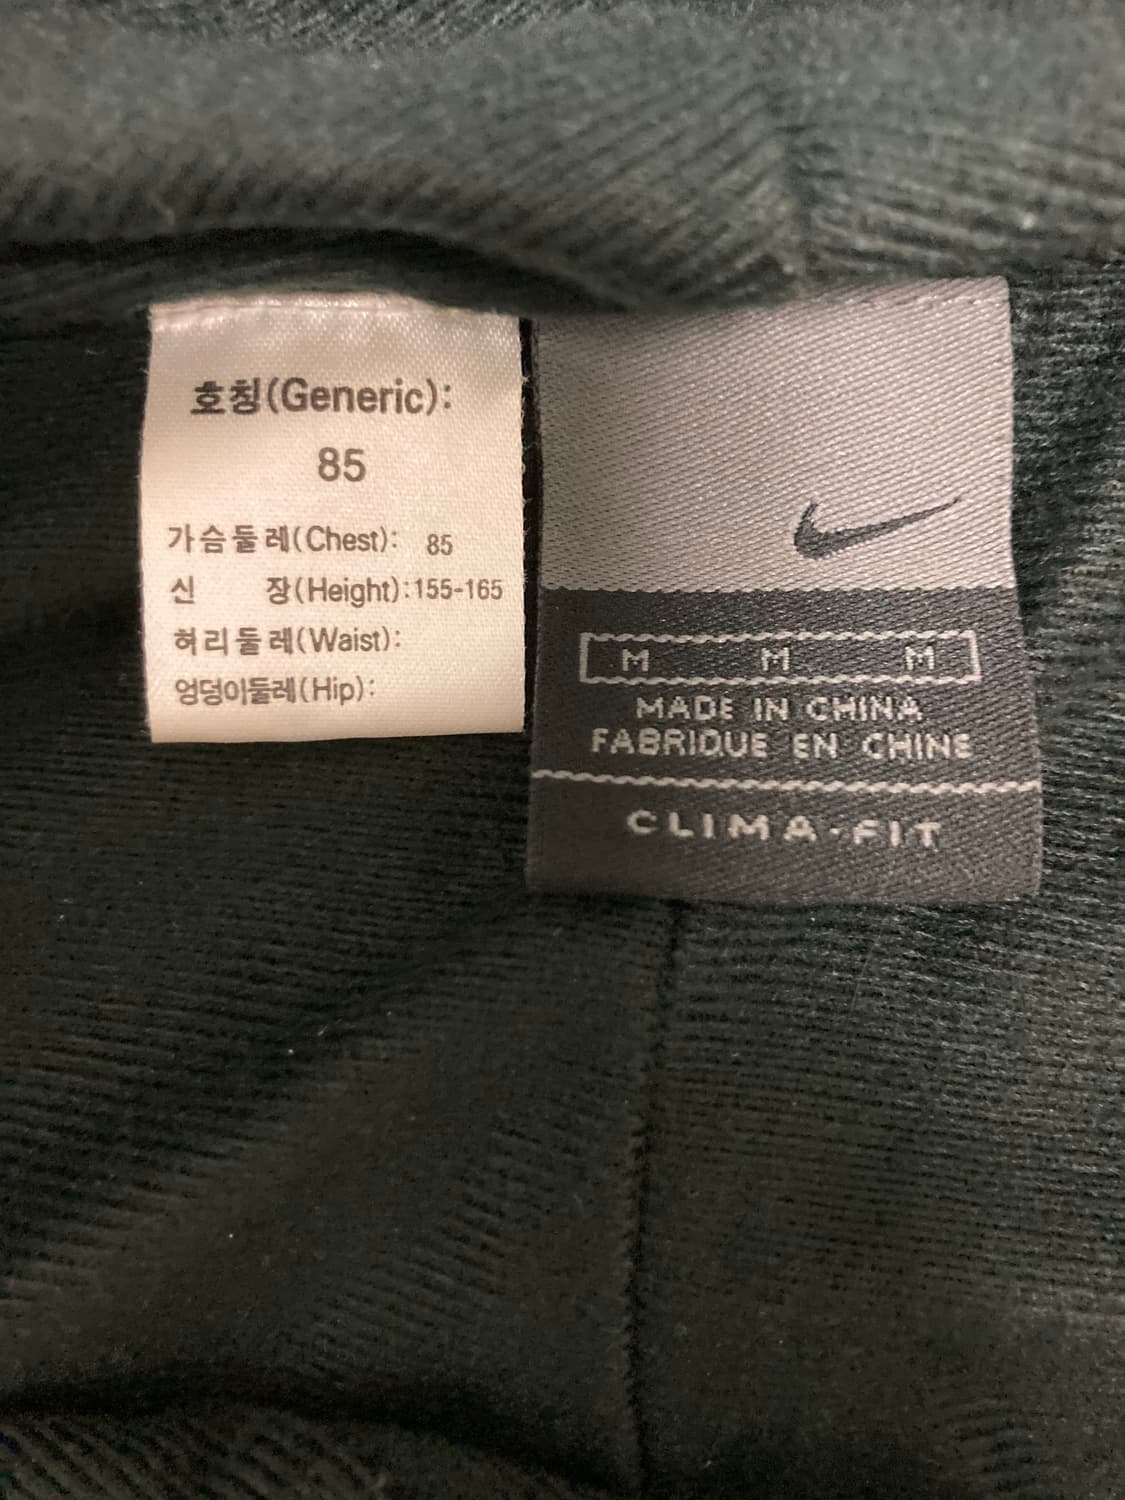 호칭(Generic):
85
가슴둘레(Chest): 85
신 장(Height):155-165
허리둘레(Waist):
엉덩이둘레(Hip):
M M M
MADE IN CHINA
FABRIQUE EN CHINE
CLIMA·FIT